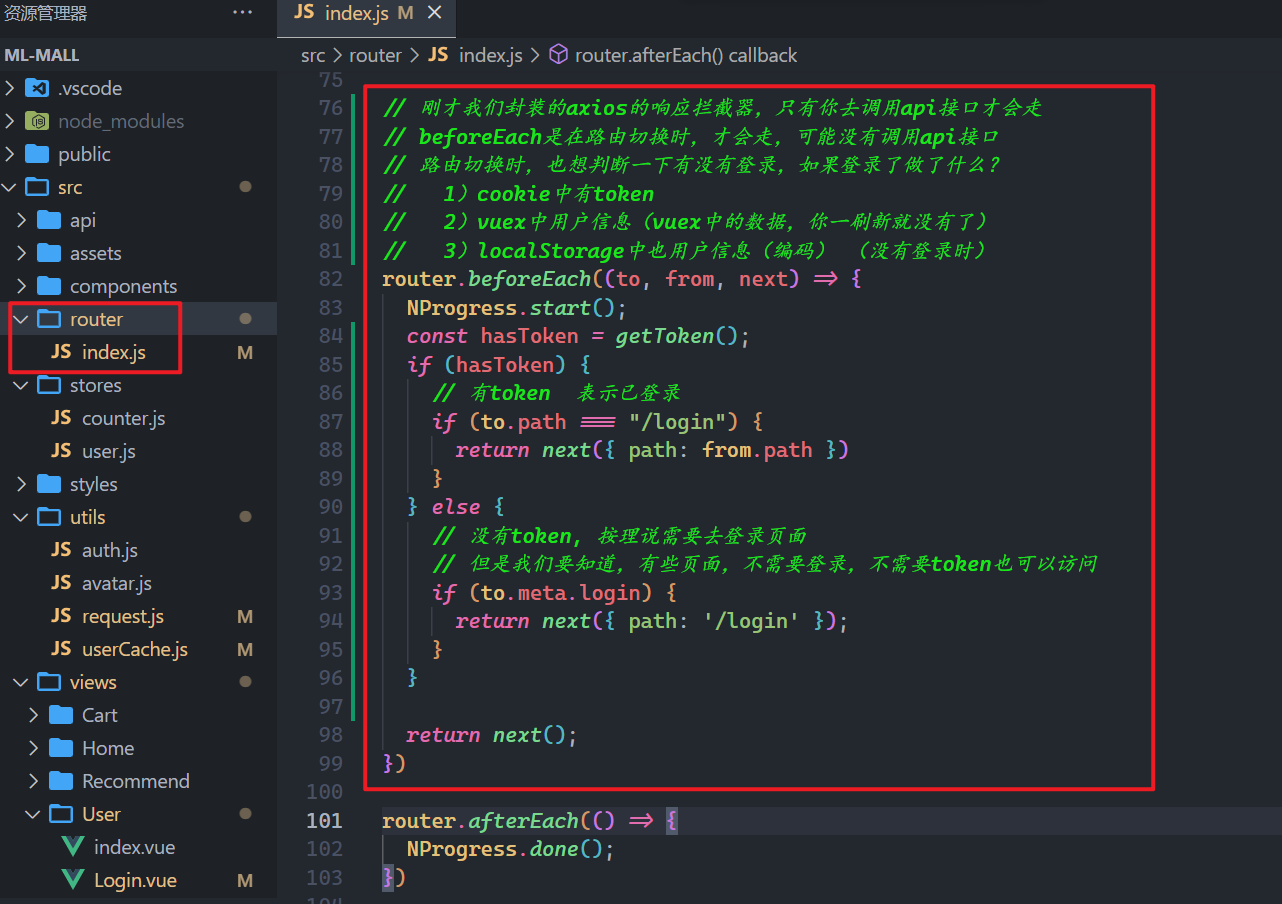 资源管理器 ···
ML-MALL
.vscode
node_modules
public
src
api
assets
components
router
JS index.js M
stores
JS counter.js
JS user.js
styles
utils
JS auth.js
JS avatar.js
JS request.js M
JS userCache.js M
views
Cart
Home
Recommend
User
index.vue
Login.vue M
JS index.js M ×
src > router > JS index.js > router.afterEach() callback
75
76 // 刚才我们封装的axios的响应拦截器，只有你去调用api接口才会走
77 // beforeEach是在路由切换时，才会走，可能没有调用api接口
78 // 路由切换时，也想判断一下有没有登录，如果登录了做了什么？
79 //   1）cookie中有token
80 //   2）vuex中用户信息（vuex中的数据，你一刷新就没有了）
81 //   3）localStorage中也用户信息（编码）（没有登录时）
82 router.beforeEach((to, from, next) => {
83   NProgress.start();
84   const hasToken = getToken();
85   if (hasToken) {
86     // 有token  表示已登录
87     if (to.path === "/login") {
88       return next({ path: from.path })
89     }
90   } else {
91     // 没有token, 按理说需要去登录页面
92     // 但是我们要知道，有些页面，不需要登录，不需要token也可以访问
93     if (to.meta.login) {
94       return next({ path: '/login' });
95     }
96   }
97
98   return next();
99 })
100
101 router.afterEach(() => {
102   NProgress.done();
103 })